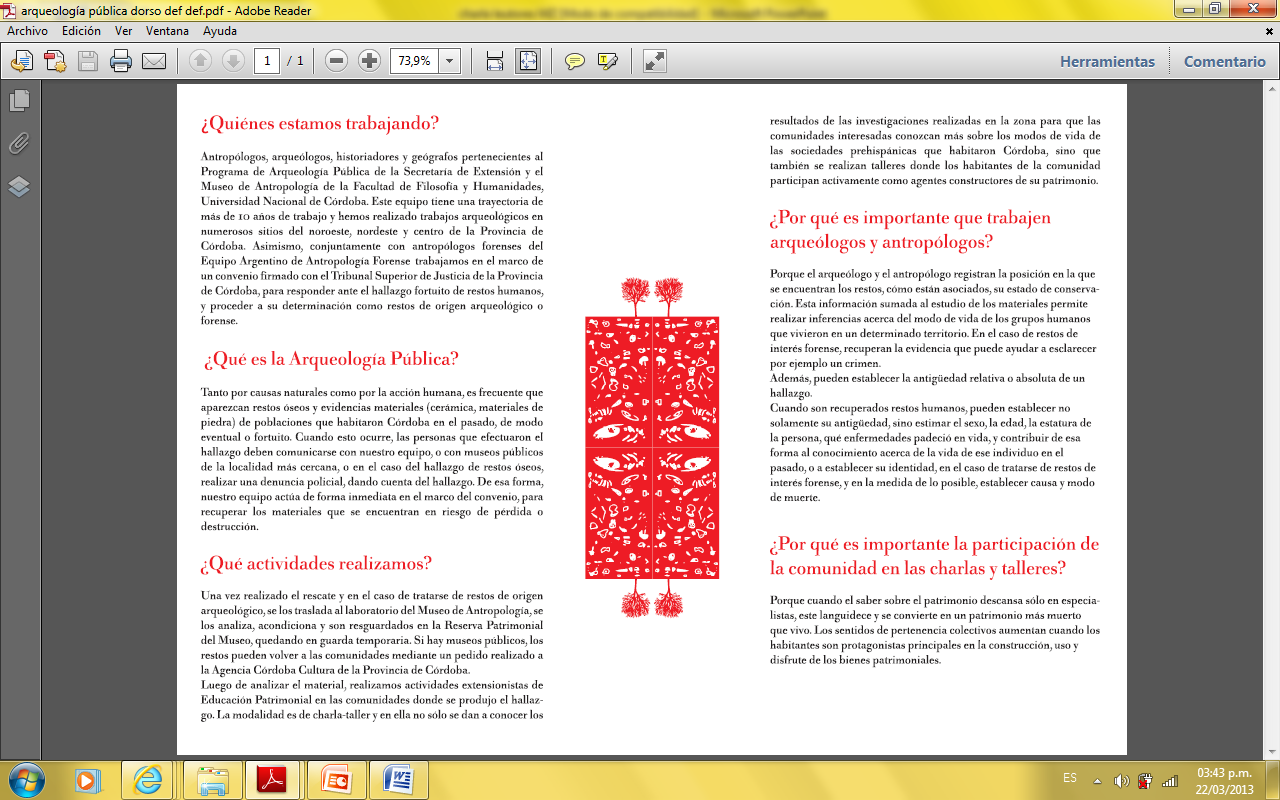 arqueología pública dorso def def.pdf - Adobe Reader
Archivo Edición Ver Ventana Ayuda
1 / 1 73,9% Herramientas Comentario
¿Quiénes estamos trabajando?
Antropólogos, arqueólogos, historiadores y geógrafos pertenecientes al
Programa de Arqueología Pública de la Secretaría de Extensión y el
Museo de Antropología de la Facultad de Filosofía y Humanidades,
Universidad Nacional de Córdoba. Este equipo tiene una trayectoria de
más de 10 años de trabajo y hemos realizado trabajos arqueológicos en
numerosos sitios del noroeste, nordeste y centro de la Provincia de
Córdoba. Asimismo, conjuntamente con antropólogos forenses del
Equipo Argentino de Antropología Forense trabajamos en el marco de
un convenio firmado con el Tribunal Superior de Justicia de la Provincia
de Córdoba, para responder ante el hallazgo fortuito de restos humanos,
y proceder a su determinación como restos de origen arqueológico o
forense.
¿Qué es la Arqueología Pública?
Tanto por causas naturales como por la acción humana, es frecuente que
aparezcan restos óseos y evidencias materiales (cerámica, materiales de
piedra) de poblaciones que habitaron Córdoba en el pasado, de modo
eventual o fortuito. Cuando esto ocurre, las personas que efectuaron el
hallazgo deben comunicarse con nuestro equipo, o con museos públicos
de la localidad más cercana, o en el caso del hallazgo de restos óseos,
realizar una denuncia policial, dando cuenta del hallazgo. De esa forma,
nuestro equipo actúa de forma inmediata en el marco del convenio, para
recuperar los materiales que se encuentran en riesgo de pérdida o
destrucción.
¿Qué actividades realizamos?
Una vez realizado el rescate y en el caso de tratarse de restos de origen
arqueológico, se los traslada al laboratorio del Museo de Antropología, se
los analiza, acondiciona y son resguardados en la Reserva Patrimonial
del Museo, quedando en guarda temporaria. Si hay museos públicos, los
restos pueden volver a las comunidades mediante un pedido realizado a
la Agencia Córdoba Cultura de la Provincia de Córdoba.
Luego de analizar el material, realizamos actividades extensionistas de
Educación Patrimonial en las comunidades donde se produjo el hallaz-
go. La modalidad es de charla-taller y en ella no sólo se dan a conocer los
resultados de las investigaciones realizadas en la zona para que las
comunidades interesadas conozcan más sobre los modos de vida de
las sociedades prehispánicas que habitaron Córdoba, sino que
también se realizan talleres donde los habitantes de la comunidad
participan activamente como agentes constructores de su patrimonio.
¿Por qué es importante que trabajen
arqueólogos y antropólogos?
Porque el arqueólogo y el antropólogo registran la posición en la que
se encuentran los restos, cómo están asociados, su estado de conserva-
ción. Esta información sumada al estudio de los materiales permite
realizar inferencias acerca del modo de vida de los grupos humanos
que vivieron en un determinado territorio. En el caso de restos de
interés forense, recuperan la evidencia que puede ayudar a esclarecer
por ejemplo un crimen.
Además, pueden establecer la antigüedad relativa o absoluta de un
hallazgo.
Cuando son recuperados restos humanos, pueden establecer no
solamente su antigüedad, sino estimar el sexo, la edad, la estatura de
la persona, qué enfermedades padeció en vida, y contribuir de esa
forma al conocimiento acerca de la vida de ese individuo en el
pasado, o a establecer su identidad, en el caso de tratarse de restos de
interés forense, y en la medida de lo posible, establecer causa y modo
de muerte.
¿Por qué es importante la participación de
la comunidad en las charlas y talleres?
Porque cuando el saber sobre el patrimonio descansa sólo en especia-
listas, este languidece y se convierte en un patrimonio más muerto
que vivo. Los sentidos de pertenencia colectivos aumentan cuando los
habitantes son protagonistas principales en la construcción, uso y
disfrute de los bienes patrimoniales.
ES 03:43 p.m.
22/03/2013